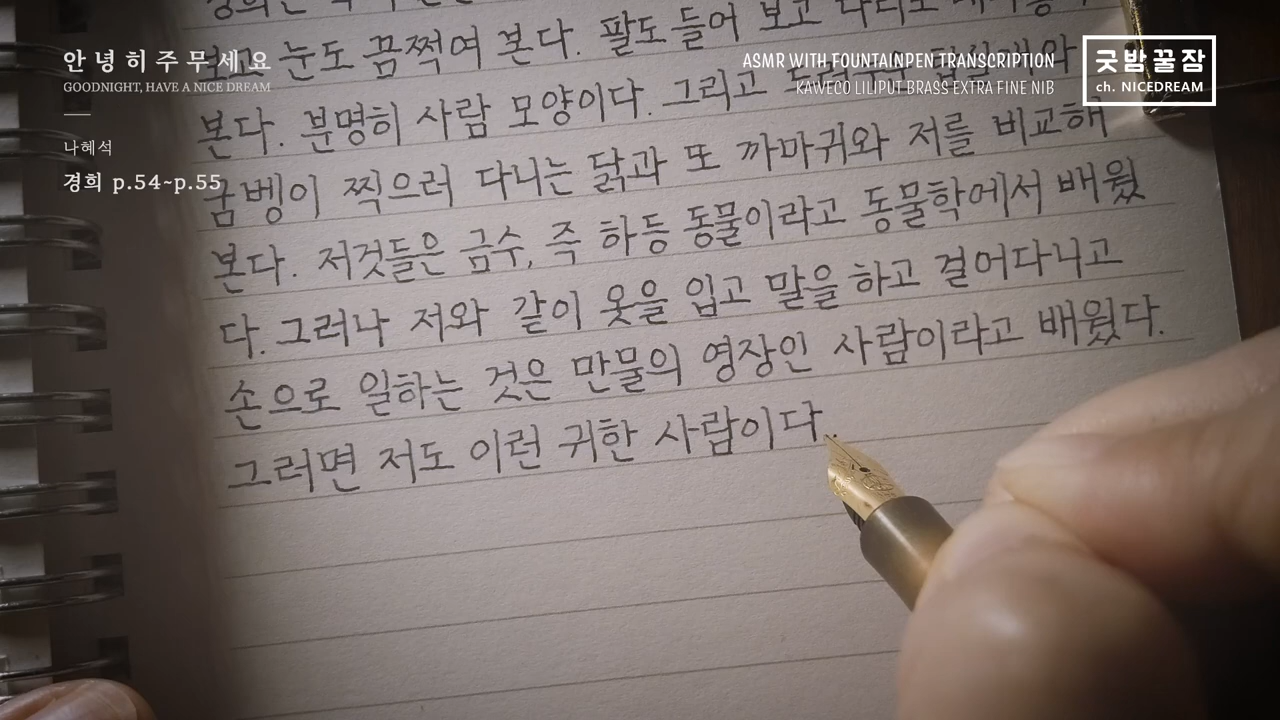 안녕히주무세요
GOODNIGHT, HAVE A NICE DREAM
나혜석
경희 p.54~p.55
ASMR WITH FOUNTAINPEN TRANSCRIPTION
KAWECO LILIPUT BRASS EXTRA FINE NIB
굿밤꿀잠
ch. NICEDREAM
경희는
보고 눈도 끔쩍여 본다. 팔도 들어 보고 다리도
본다. 분명히 사람 모양이다. 그리고
굼벵이 찍으러 다니는 닭과 또 까마귀와 저를 비교해
본다. 저것들은 금수, 즉 하등 동물이라고 동물학에서 배웠
다. 그러나 저와 같이 옷을 입고 말을 하고 걸어다니고
손으로 일하는 것은 만물의 영장인 사람이라고 배웠다.
그러면 저도 이런 귀한 사람이다.